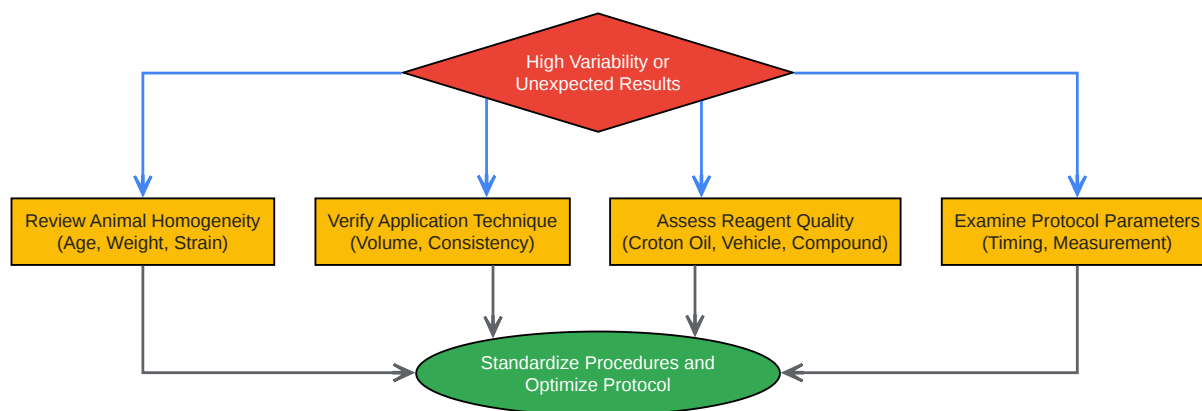 High Variability or
Unexpected Results
Review Animal Homogeneity
(Age, Weight, Strain)
Verify Application Technique
(Volume, Consistency)
Assess Reagent Quality
(Croton Oil, Vehicle, Compound)
Examine Protocol Parameters
(Timing, Measurement)
Standardize Procedures and
Optimize Protocol